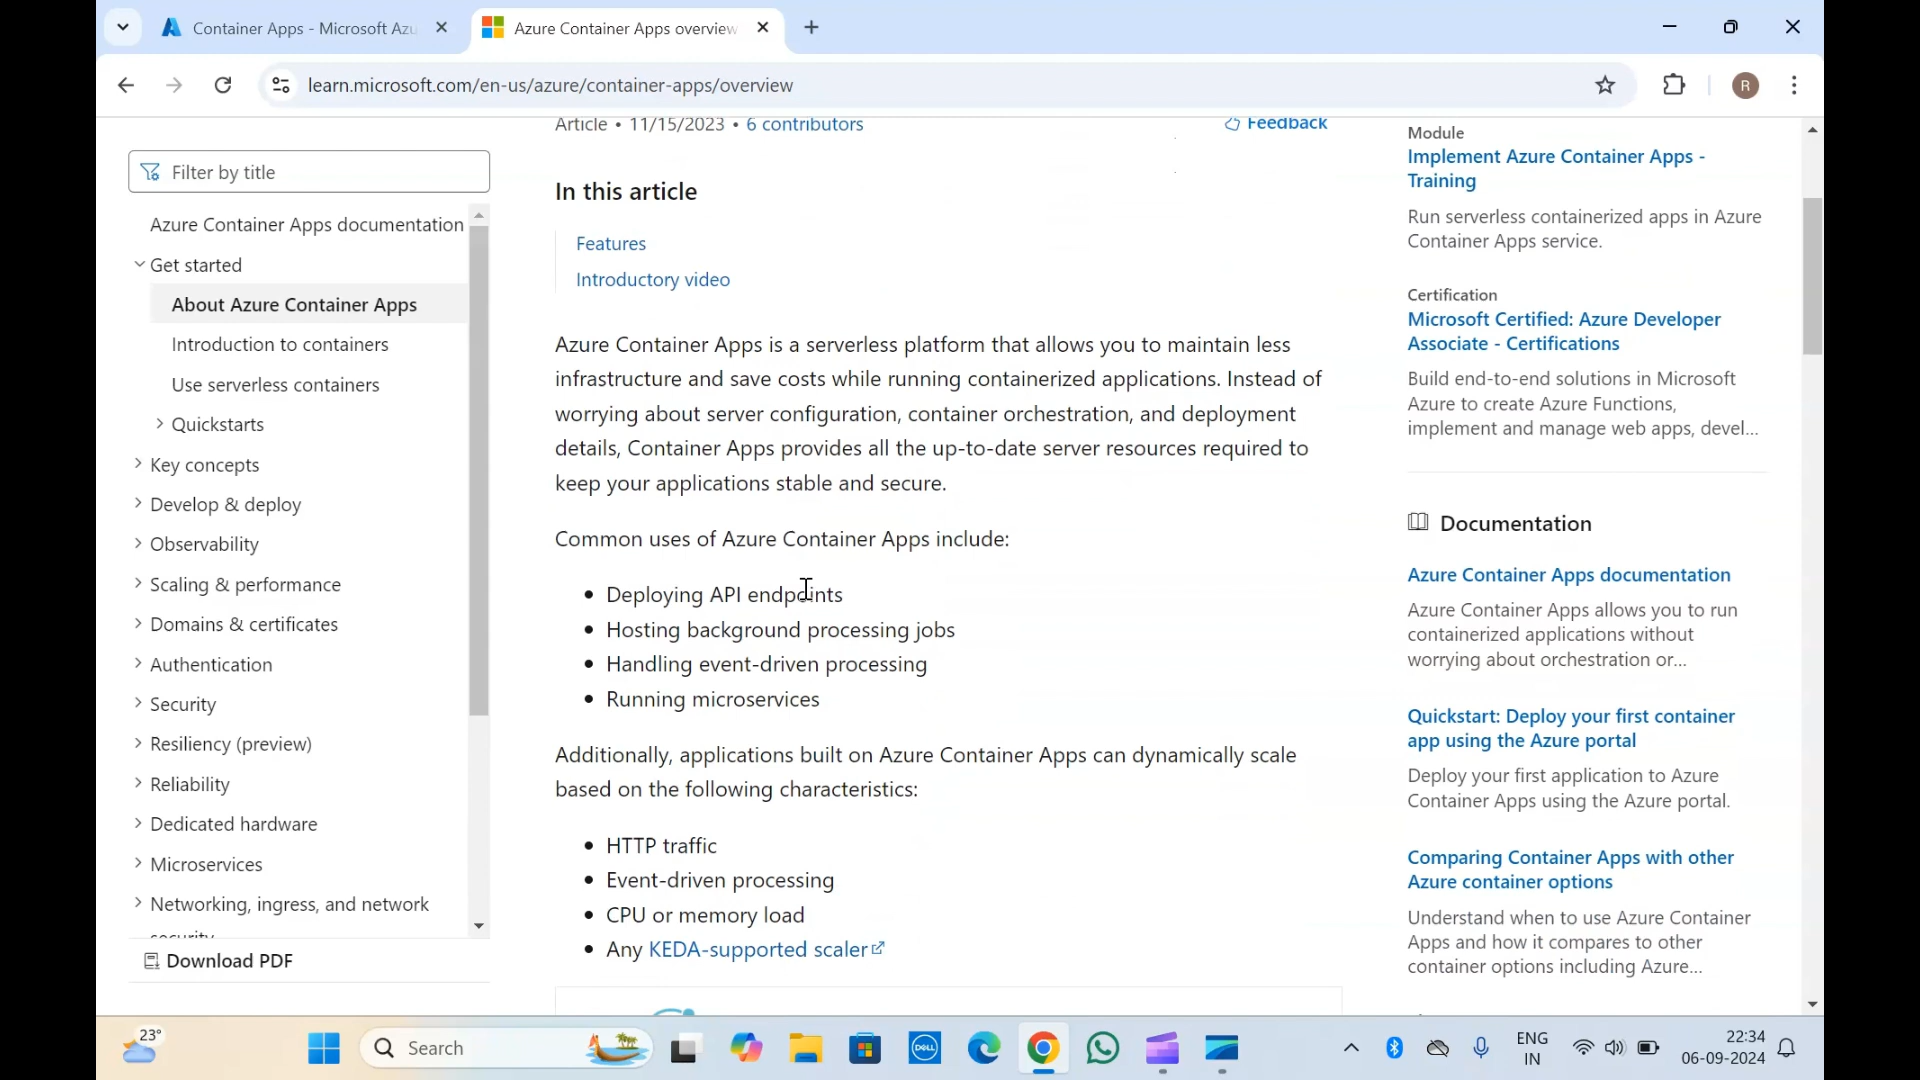 Container Apps - Microsoft Azu
Azure Container Apps overview
learn.microsoft.com/en-us/azure/container-apps/overview
R
Filter by title
Azure Container Apps documentation
Get started
About Azure Container Apps
Introduction to containers
Use serverless containers
Quickstarts
Key concepts
Develop & deploy
Observability
Scaling & performance
Domains & certificates
Authentication
Security
Resiliency (preview)
Reliability
Dedicated hardware
Microservices
Networking, ingress, and network
security
Download PDF
Article • 11/15/2023 • 6 contributors
Feedback
In this article
Features
Introductory video
Azure Container Apps is a serverless platform that allows you to maintain less
infrastructure and save costs while running containerized applications. Instead of
worrying about server configuration, container orchestration, and deployment
details, Container Apps provides all the up-to-date server resources required to
keep your applications stable and secure.
Common uses of Azure Container Apps include:
• Deploying API endpoints
• Hosting background processing jobs
• Handling event-driven processing
• Running microservices
Additionally, applications built on Azure Container Apps can dynamically scale
based on the following characteristics:
• HTTP traffic
• Event-driven processing
• CPU or memory load
• Any KEDA-supported scaler
Module
Implement Azure Container Apps -
Training
Run serverless containerized apps in Azure
Container Apps service.
Certification
Microsoft Certified: Azure Developer
Associate - Certifications
Build end-to-end solutions in Microsoft
Azure to create Azure Functions,
implement and manage web apps, devel...
Documentation
Azure Container Apps documentation
Azure Container Apps allows you to run
containerized applications without
worrying about orchestration or...
Quickstart: Deploy your first container
app using the Azure portal
Deploy your first application to Azure
Container Apps using the Azure portal.
Comparing Container Apps with other
Azure container options
Understand when to use Azure Container
Apps and how it compares to other
container options including Azure...
23°
Search
DELL
ENG
IN
22:34
06-09-2024